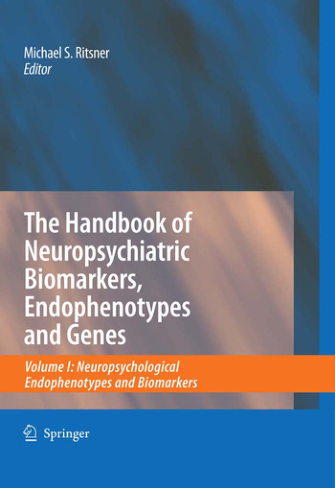 Michael S. Ritsner
Editor
The Handbook of
Neuropsychiatric
Biomarkers,
Endophenotypes
and Genes
Volume I: Neuropsychological
Endophenotypes and Biomarkers
Springer